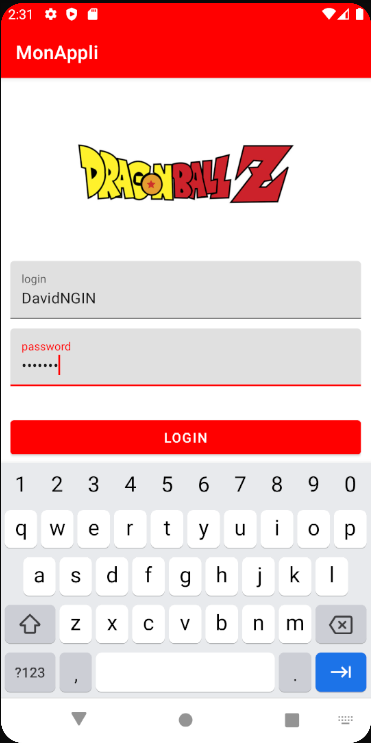 2:31
MonAppli
DRAGON BALL Z
login
DavidNGIN
password
•••••••
LOGIN
1 2 3 4 5 6 7 8 9 0
q w e r t y u i o p
a s d f g h j k l
z x c v b n m
?123 , .